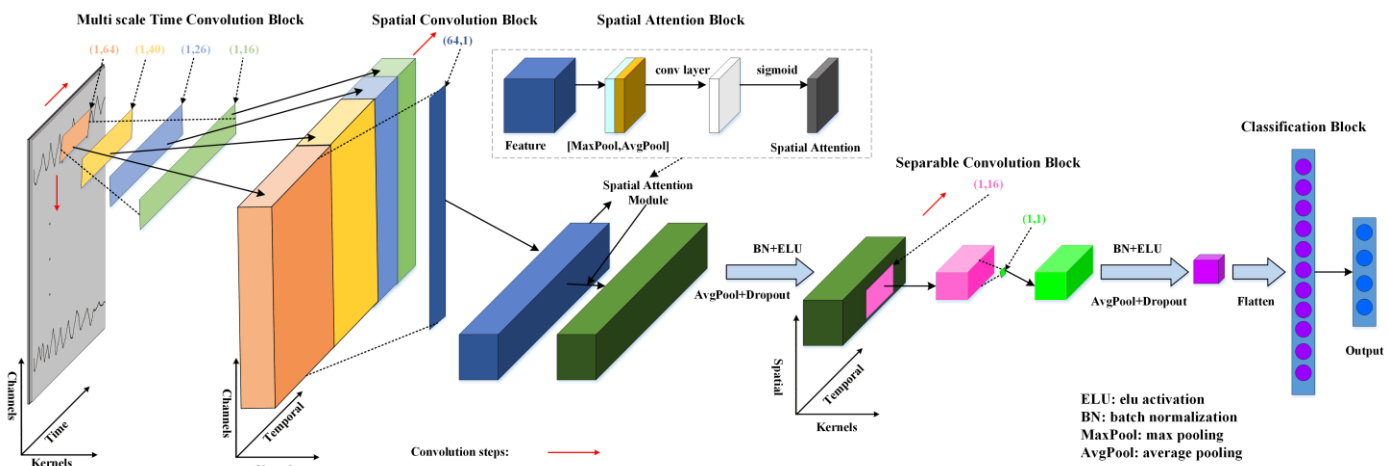 Multi scale Time Convolution Block
Spatial Convolution Block
Spatial Attention Block
(1,64)
(1,40)
(1,26)
(1,16)
(64,1)
conv layer
sigmoid
Feature
[MaxPool,AvgPool]
Spatial Attention
Classification Block
Separable Convolution Block
(1,16)
(1,1)
Spatial Attention
Module
BN+ELU
AvgPool+Dropout
BN+ELU
AvgPool+Dropout
Flatten
Output
Channels
Time
Kernels
Channels
Temporal
Spatial
Temporal
Kernels
Convolution steps:
ELU: elu activation
BN: batch normalization
MaxPool: max pooling
AvgPool: average pooling